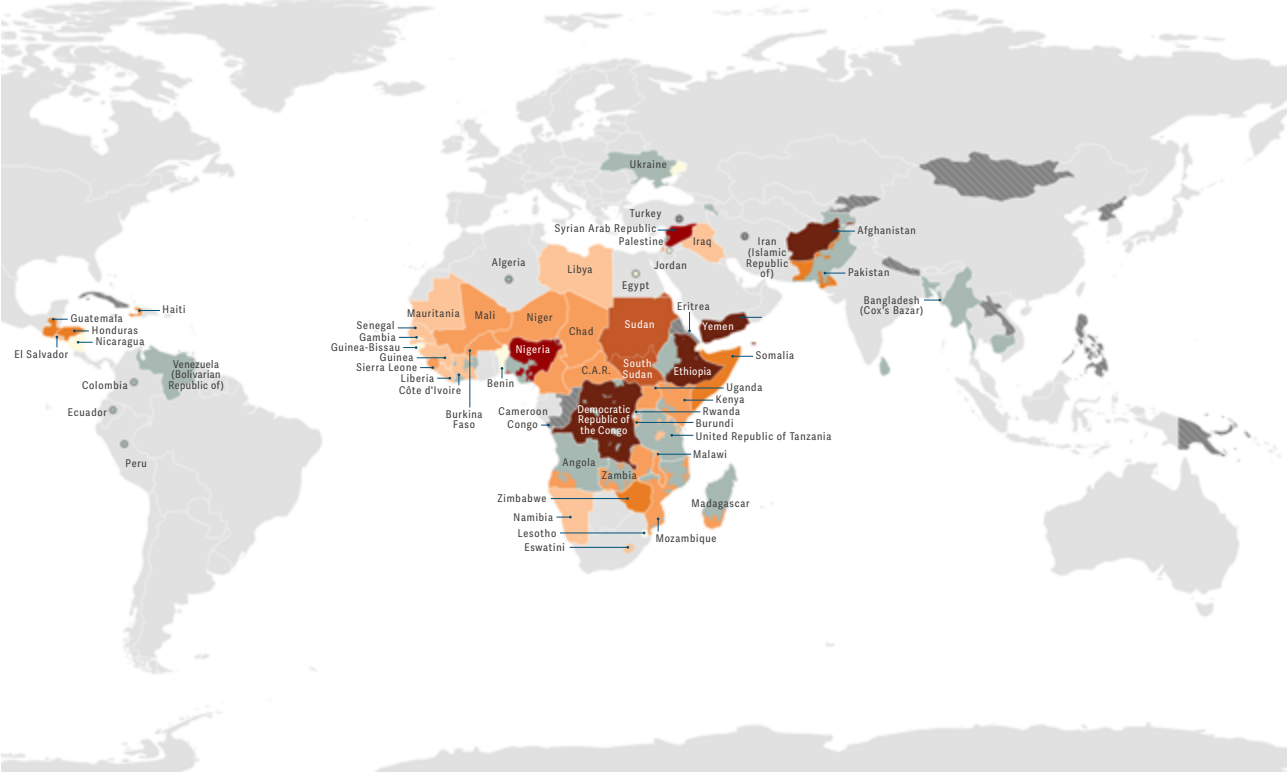 Ukraine
Turkey
Syrian Arab Republic
Palestine
Iraq
Jordan
Iran
(Islamic
Republic
of)
Afghanistan
Pakistan
Bangladesh
(Cox's Bazar)
Algeria
Libya
Egypt
Mauritania
Mali
Niger
Chad
Sudan
Eritrea
Yemen
Haiti
Guatemala
Honduras
Nicaragua
El Salvador
Venezuela
(Bolivarian
Republic of)
Colombia
Ecuador
Peru
Senegal
Gambia
Guinea-Bissau
Guinea
Sierra Leone
Liberia
Côte d'Ivoire
Burkina
Faso
Benin
Nigeria
Cameroon
Congo
C.A.R.
South
Sudan
Ethiopia
Somalia
Uganda
Kenya
Rwanda
Burundi
United Republic of Tanzania
Democratic
Republic of
the Congo
Malawi
Angola
Zambia
Zimbabwe
Namibia
Lesotho
Eswatini
Mozambique
Madagascar